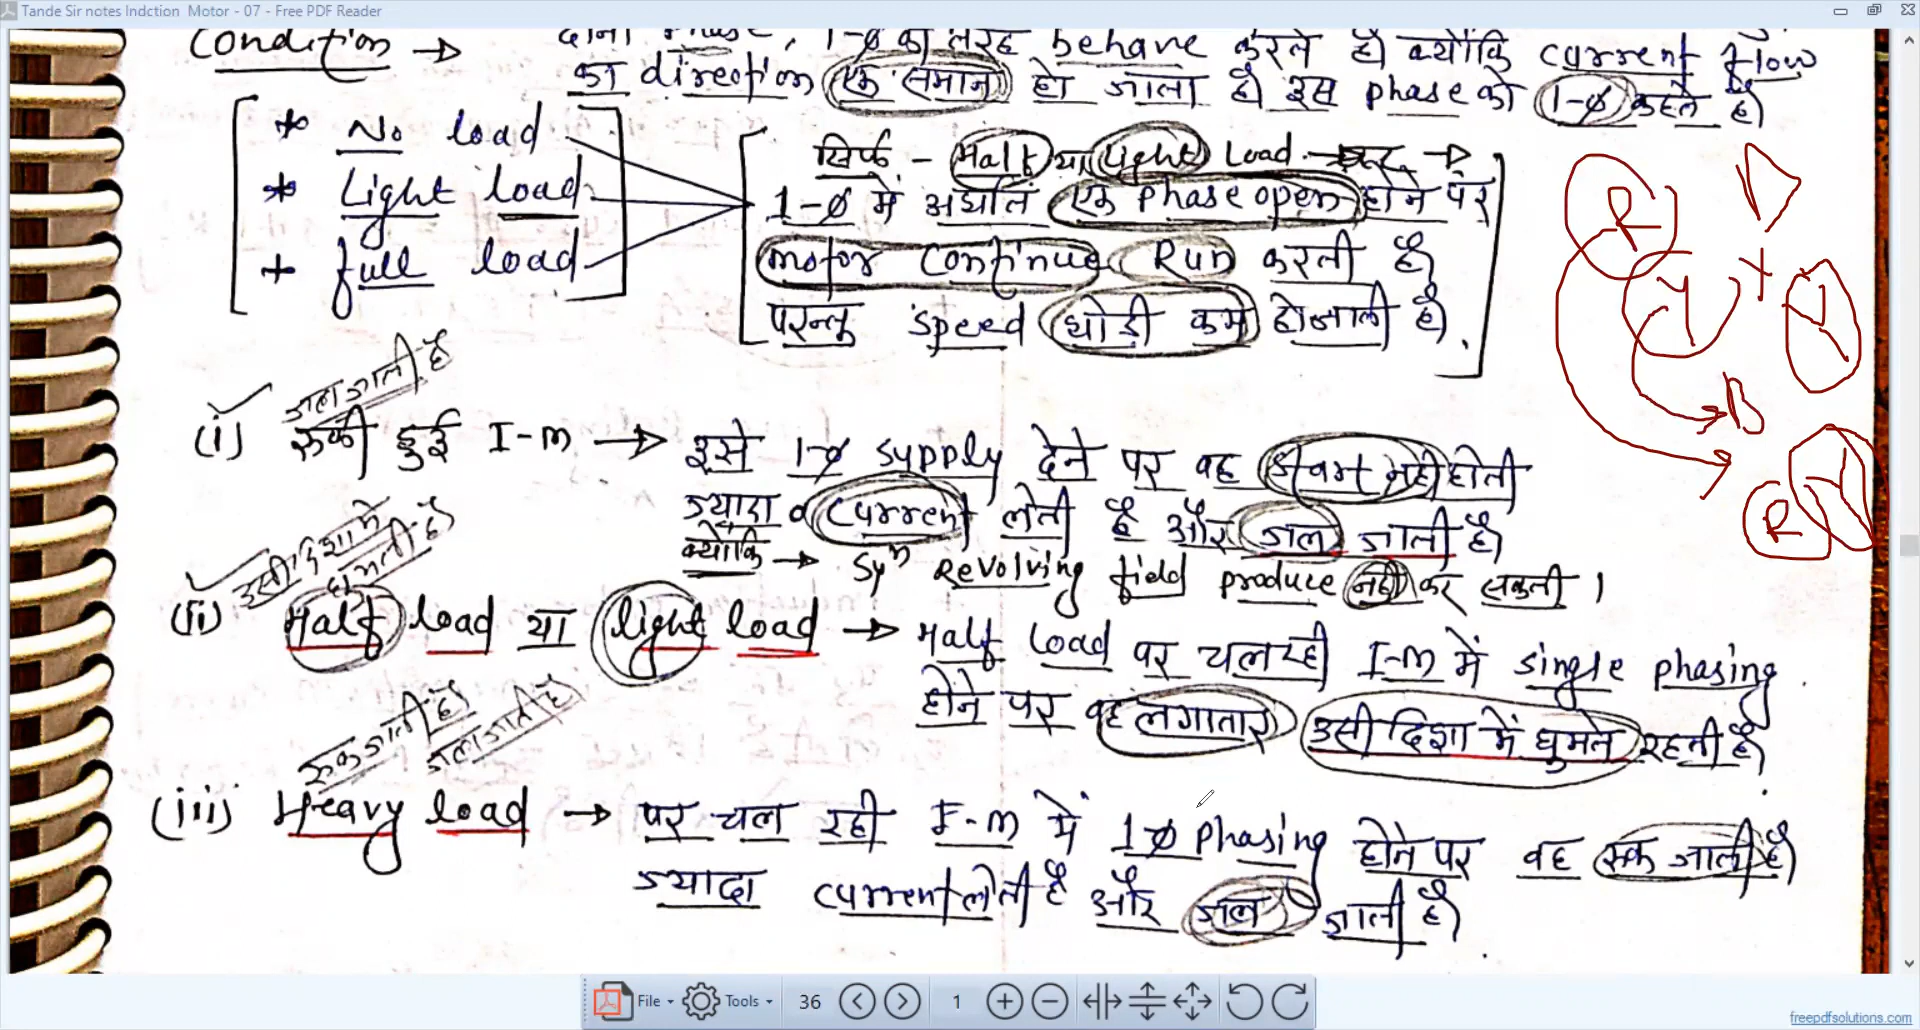 Tande Sir notes Indction Motor - 07 - Free PDF Reader
Condition → दोनो Phase, 1-φ की तरह behave करते है। क्योंकि current flow
का direction एक समान हो जाता है। इस phase को 1-φ कहते है।
* No load
* Light load
* full load
सिर्फ - Half या Light Load पर →
1-φ में अर्थात एक phase open होने पर
motor Continue Run करती है।
परन्तु speed थोडी कम होजाती है।
जल जाती है
(i) रुकी हुई I-m → इसे 1-φ supply देने पर वह start नही होती
ज्यादा current लेती है और जल जाती है।
क्योंकि → Syⁿ Revolving field produce नही कर सकती।
उसी दिशा में
घुमती है
(ii) Half load या light load → Half Load पर चल रही I-m में single phasing
होने पर वह लगातार उसी दिशा में घुमते रहती है।
रुक जाती है।
जल जाती है
(iii) Heavy load → पर चल रही I-m में 1φ phasing होने पर वह रुक जाती है।
ज्यादा current लेती है और जल जाती है।
R
Y
B
R
File Tools 36 1
freepdfsolutions.com